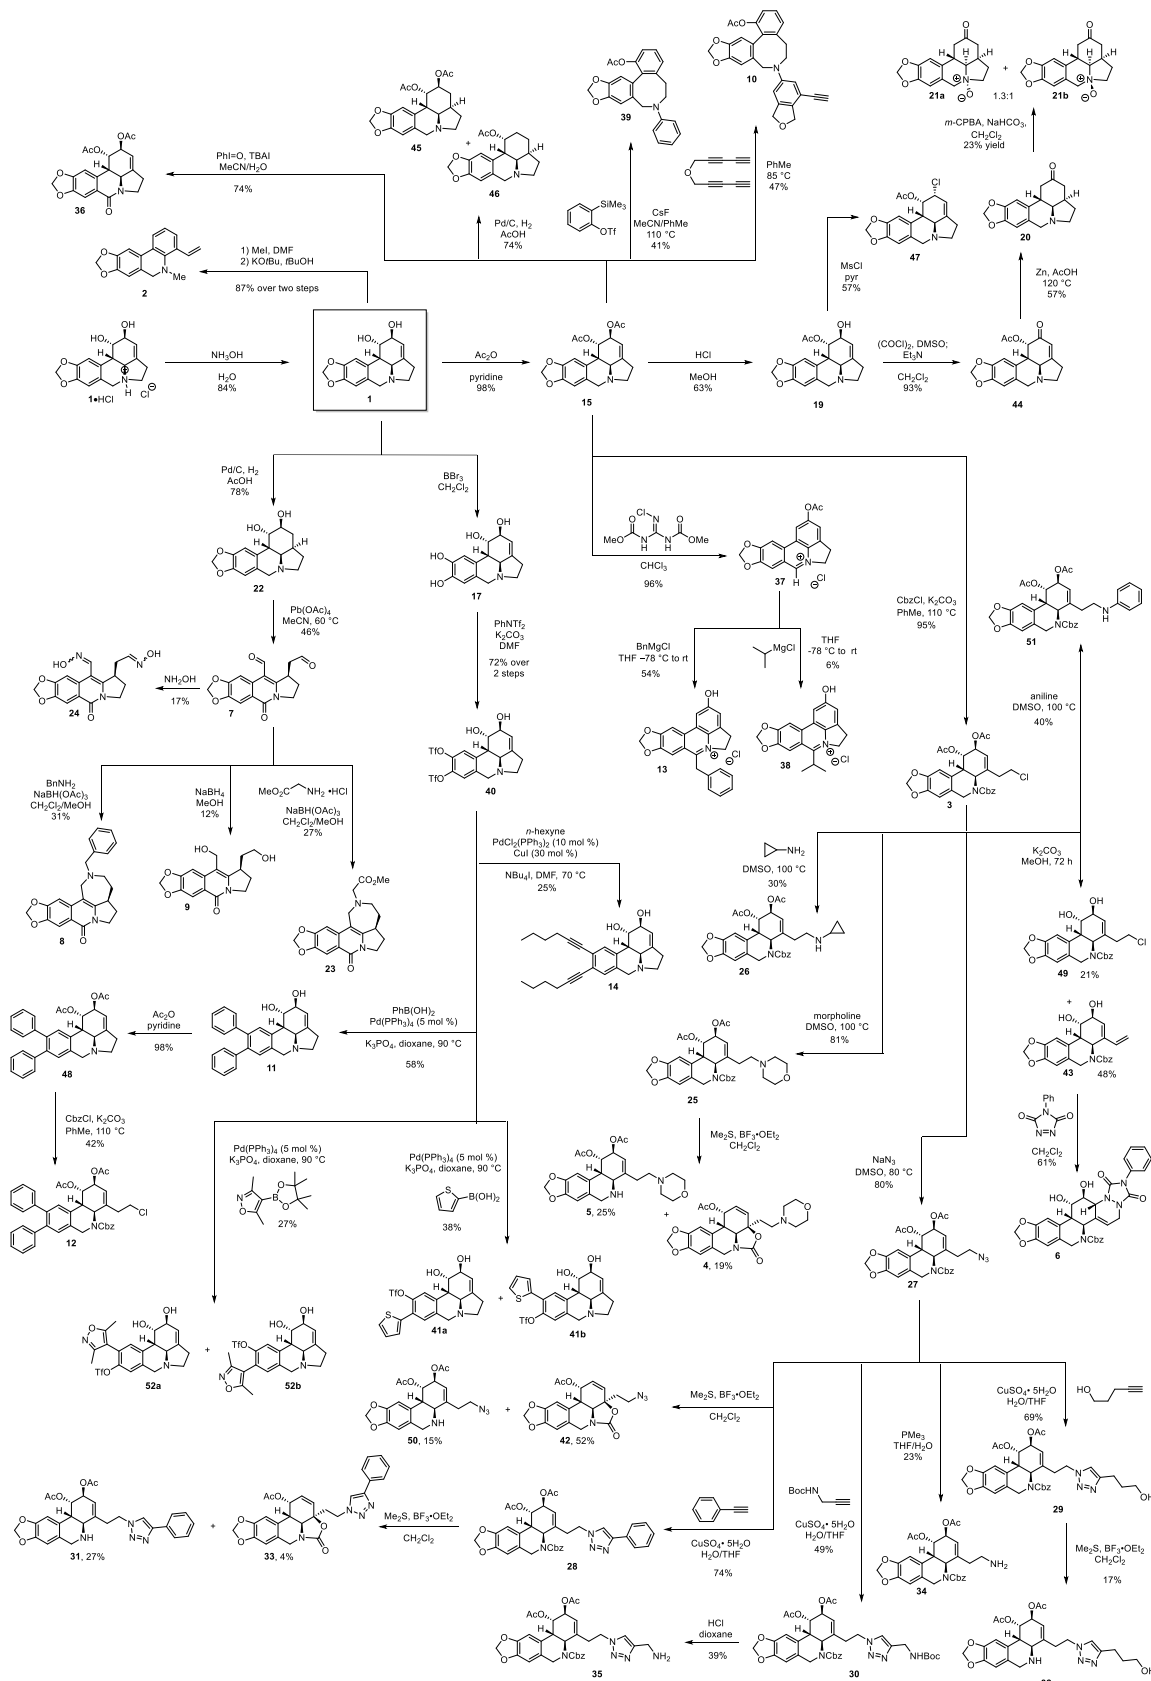 AcO
10
OAc
AcO
45
39
46
21a
+
1.3:1
21b
m-CPBA, NaHCO3,
CH2Cl2
23% yield
36
PhI=O, TBAI
MeCN/H2O
74%
Pd/C, H2
AcOH
74%
SiMe3
OTf
CsF
MeCN/PhMe
110 °C
41%
PhMe
85 °C
47%
20
47
MsCl
pyr
57%
Zn, AcOH
120 °C
57%
2
1) MeI, DMF
2) KOtBu, tBuOH
87% over two steps
1•HCl
NH3OH
H2O
84%
1
Ac2O
pyridine
98%
15
HCl
MeOH
63%
19
(COCl)2, DMSO;
Et3N
CH2Cl2
93%
44
Pd/C, H2
AcOH
78%
BBr3
CH2Cl2
22
17
CHCl3
96%
37
CbzCl, K2CO3
PhMe, 110 °C
95%
51
Pb(OAc)4
MeCN, 60 °C
46%
PhNTf2
K2CO3
DMF
72% over
2 steps
BnMgCl
THF –78 °C to rt
54%
MgCl
THF
-78 °C to rt
6%
24
NH2OH
17%
7
aniline
DMSO, 100 °C
40%
13
38
3
40
BnNH2
NaBH(OAc)3
CH2Cl2/MeOH
31%
NaBH4
MeOH
12%
MeO2C NH2 •HCl
NaBH(OAc)3
CH2Cl2/MeOH
27%
8
9
23
n-hexyne
PdCl2(PPh3)2 (10 mol %)
CuI (30 mol %)
NBu4I, DMF, 70 °C
25%
14
NH2
DMSO, 100 °C
30%
26
K2CO3
MeOH, 72 h
49
21%
+
43
48%
48
Ac2O
pyridine
98%
11
PhB(OH)2
Pd(PPh3)4 (5 mol %)
K3PO4, dioxane, 90 °C
58%
morpholine
DMSO, 100 °C
81%
25
CH2Cl2
61%
6
CbzCl, K2CO3
PhMe, 110 °C
42%
12
Pd(PPh3)4 (5 mol %)
K3PO4, dioxane, 90 °C
27%
Pd(PPh3)4 (5 mol %)
K3PO4, dioxane, 90 °C
B(OH)2
38%
Me2S, BF3•OEt2
CH2Cl2
5, 25%
+
4, 19%
NaN3
DMSO, 80 °C
80%
27
41a
+
41b
52a
+
52b
50, 15%
+
42, 52%
Me2S, BF3•OEt2
CH2Cl2
PMe3
THF/H2O
23%
CuSO4• 5H2O
H2O/THF
69%
29
31, 27%
+
33, 4%
Me2S, BF3•OEt2
CH2Cl2
28
CuSO4• 5H2O
H2O/THF
74%
BocHN
CuSO4• 5H2O
H2O/THF
49%
34
Me2S, BF3•OEt2
CH2Cl2
17%
35
HCl
dioxane
39%
30